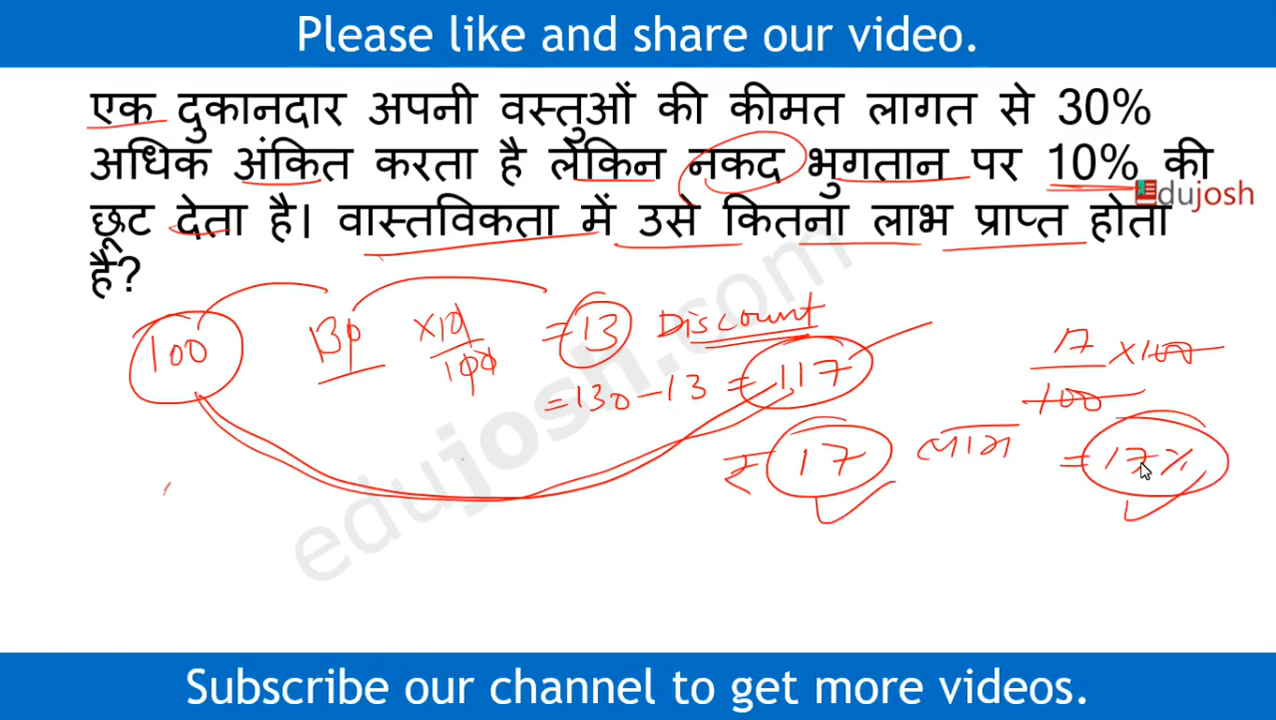 Please like and share our video.
एक दुकानदार अपनी वस्तुओं की कीमत लागत से 30%
अधिक अंकित करता है लेकिन नकद भुगतान पर 10% की
Edujosh
छूट देता है। वास्तविकता में उसे कितना लाभ प्राप्त होता
है?
100 130 ×10/100 = 13 Discount
= 130 - 13 = 117
17/100 ×100
₹ 17 लाभ = 17%
edujosh.com
Subscribe our channel to get more videos.